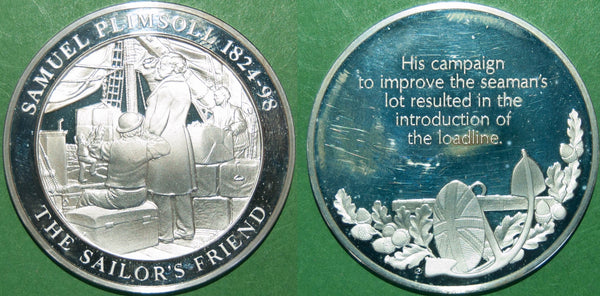 SAMUEL PLIMSOLL 1824-98
THE SAILOR'S FRIEND
His campaign
to improve the seaman's
lot resulted in the
introduction of
the loadline.